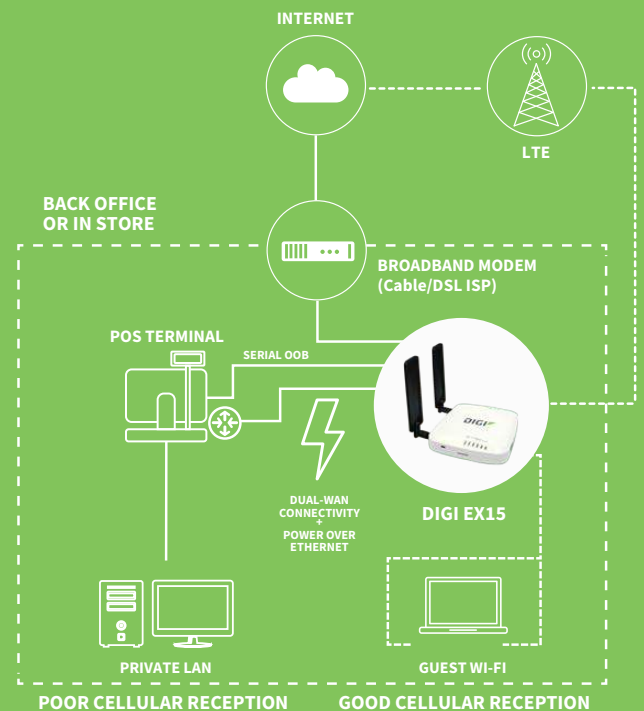 INTERNET
LTE
BACK OFFICE
OR IN STORE
BROADBAND MODEM
(Cable/DSL ISP)
POS TERMINAL
SERIAL OOB
DIGI
DUAL-WAN
CONNECTIVITY
+
POWER OVER
ETHERNET
DIGI EX15
PRIVATE LAN
GUEST WI-FI
POOR CELLULAR RECEPTION
GOOD CELLULAR RECEPTION